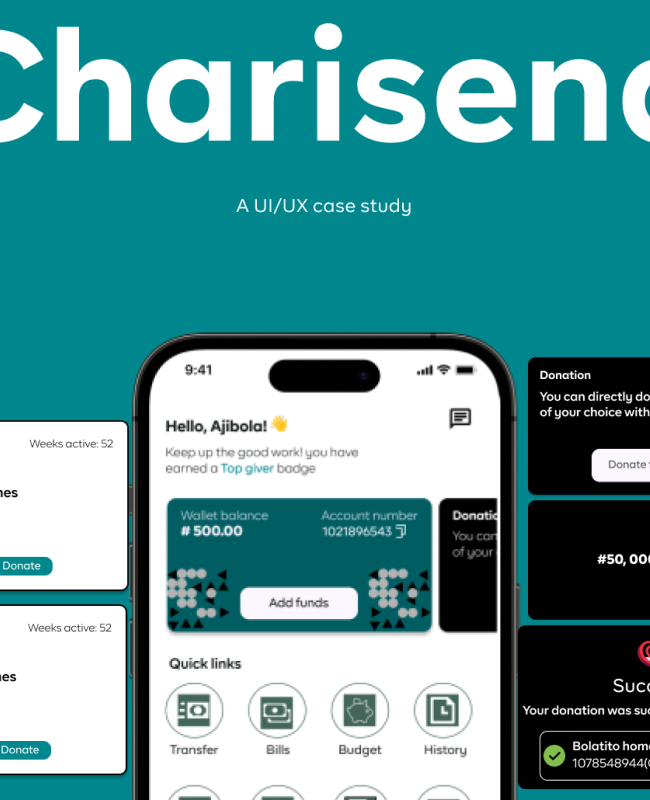 Charisend
A UI/UX case study
9:41
Hello, Ajibola! 👋
Keep up the good work! you have
earned a Top giver badge
Wallet balance
# 500.00
Account number
1021896543
Add funds
Donatio
You can
of your
Quick links
Transfer
Bills
Budget
History
Weeks active: 52
nes
Donate
Weeks active: 52
nes
Donate
Donation
You can directly do
of your choice with
Donate
#50, 00
Succ
Your donation was suc
Bolatito hom
1078548944(